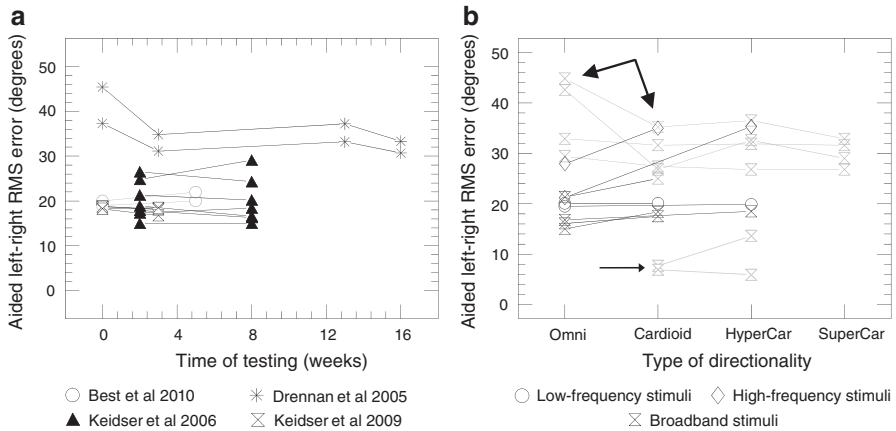 a
Aided left-right RMS error (degrees)
50
40
30
20
10
0
0 4 8 12 16
Time of testing (weeks)
Best et al 2010
Drennan et al 2005
Keidser et al 2006
Keidser et al 2009
b
Aided left-right RMS error (degrees)
50
40
30
20
10
0
Omni Cardioid HyperCar SuperCar
Type of directionality
Low-frequency stimuli
High-frequency stimuli
Broadband stimuli